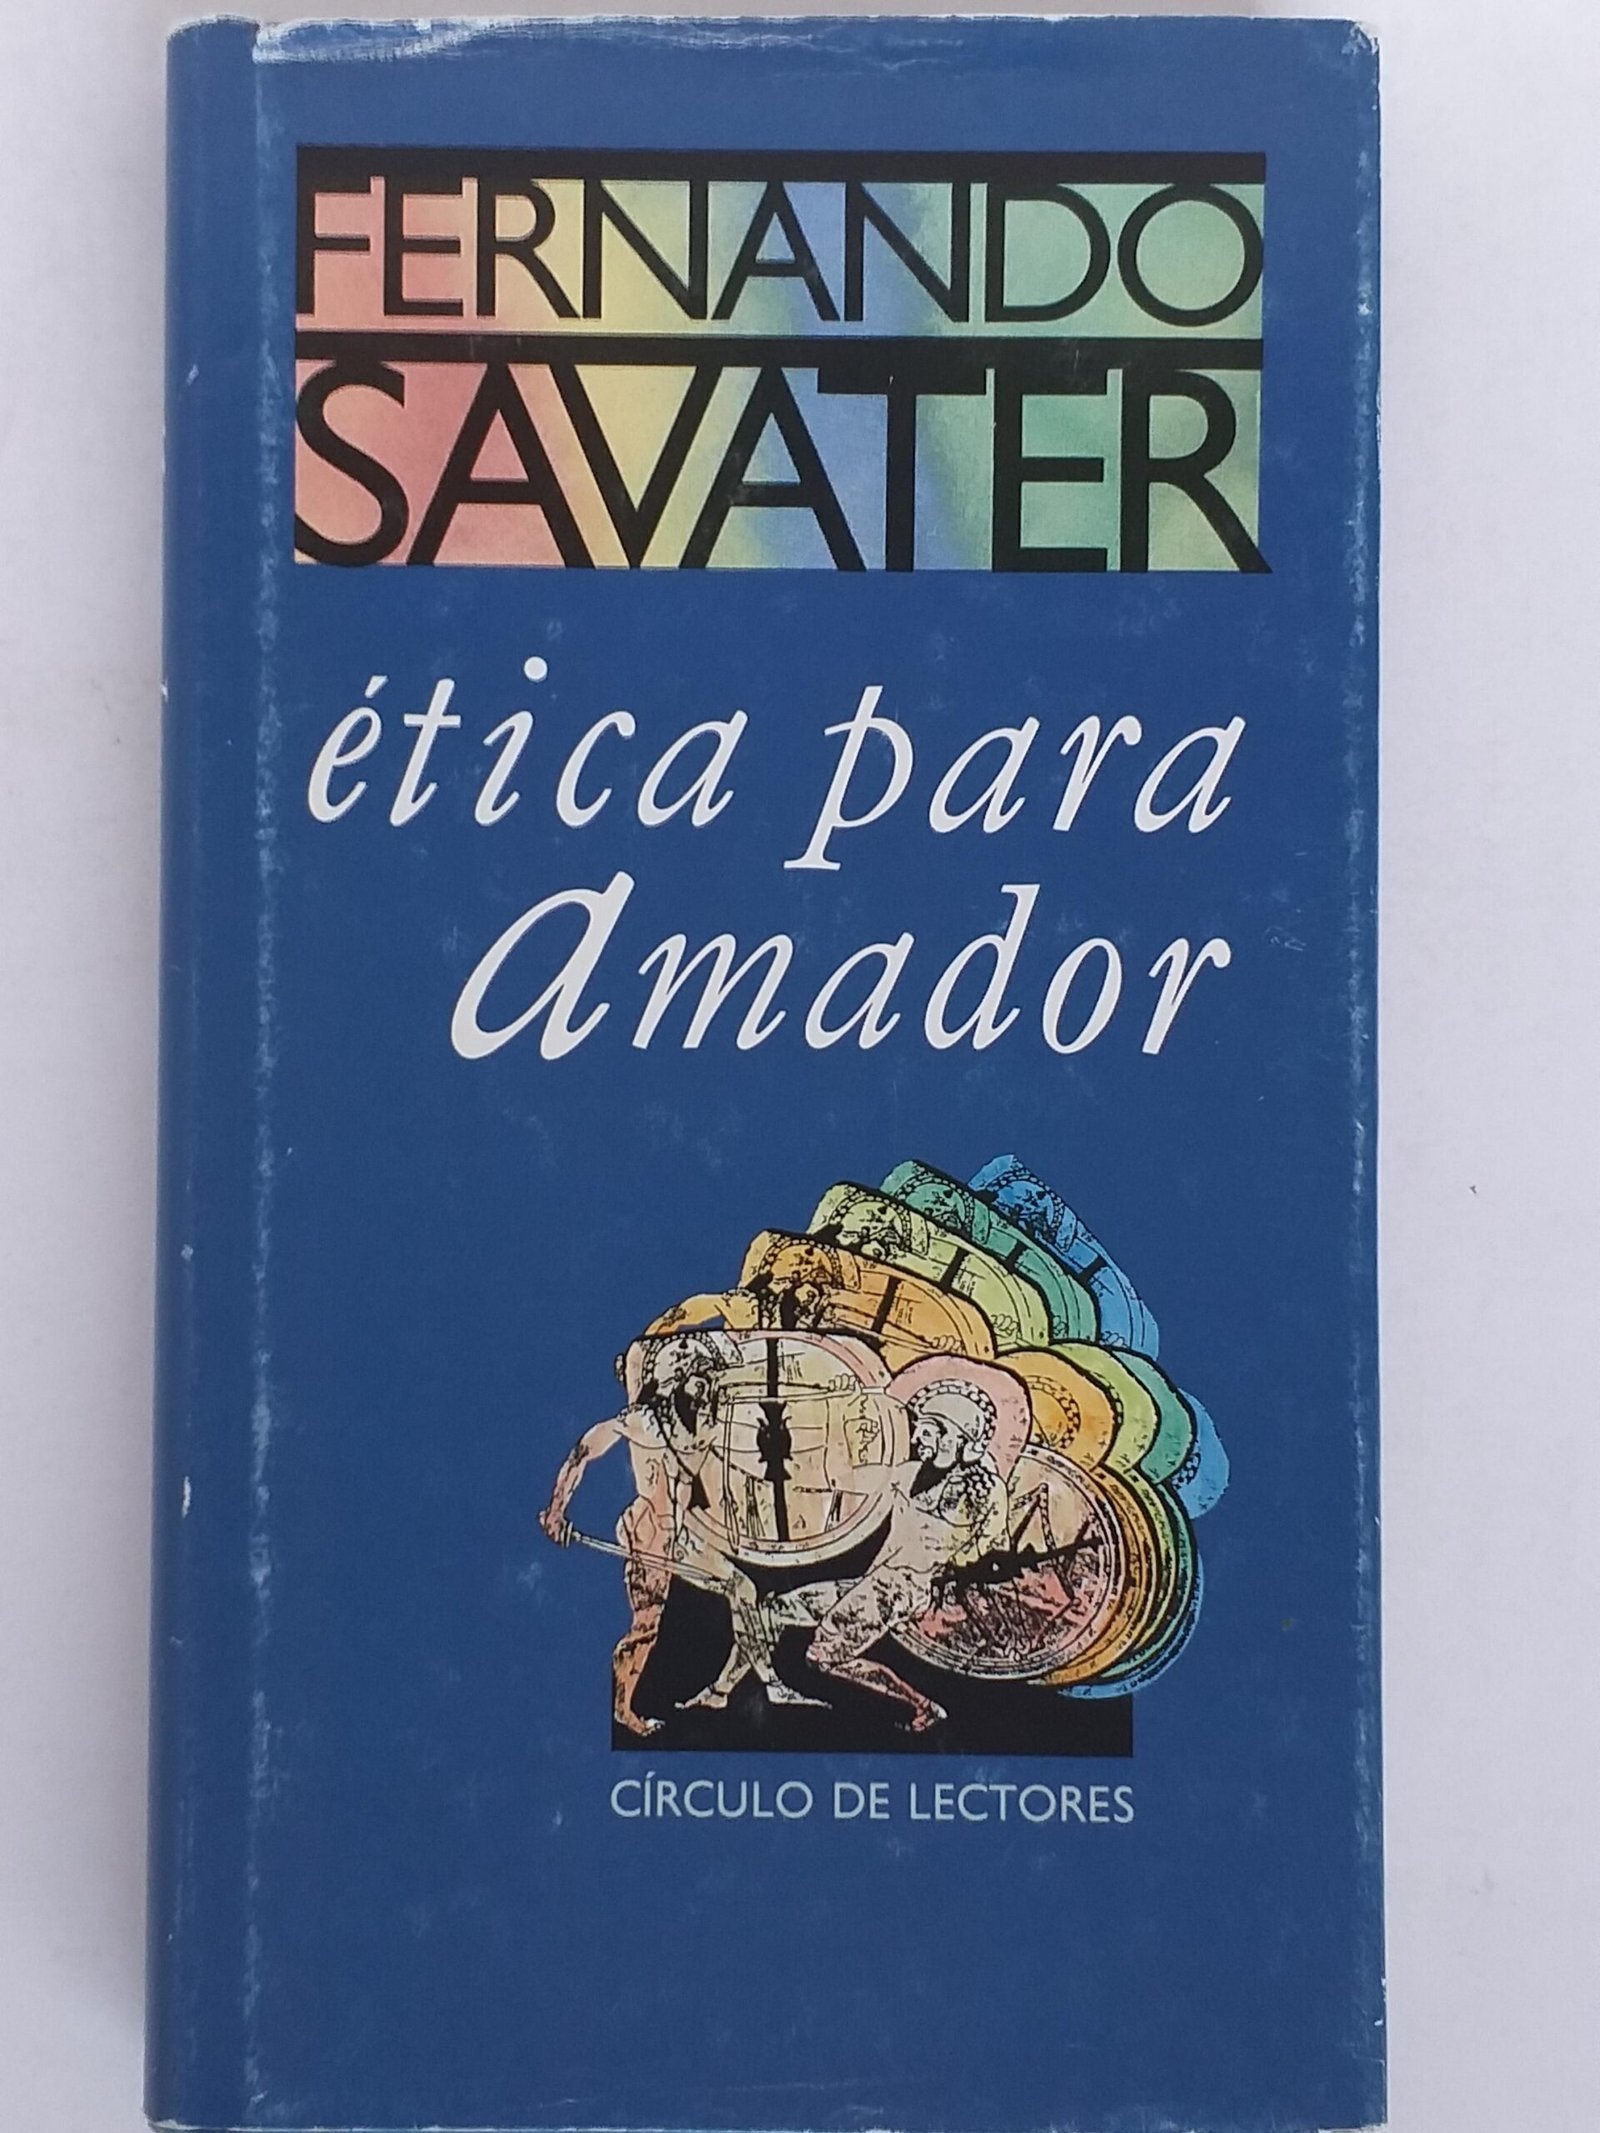 FERNANDO
SAVATER
ética para
amador
CÍRCULO DE LECTORES